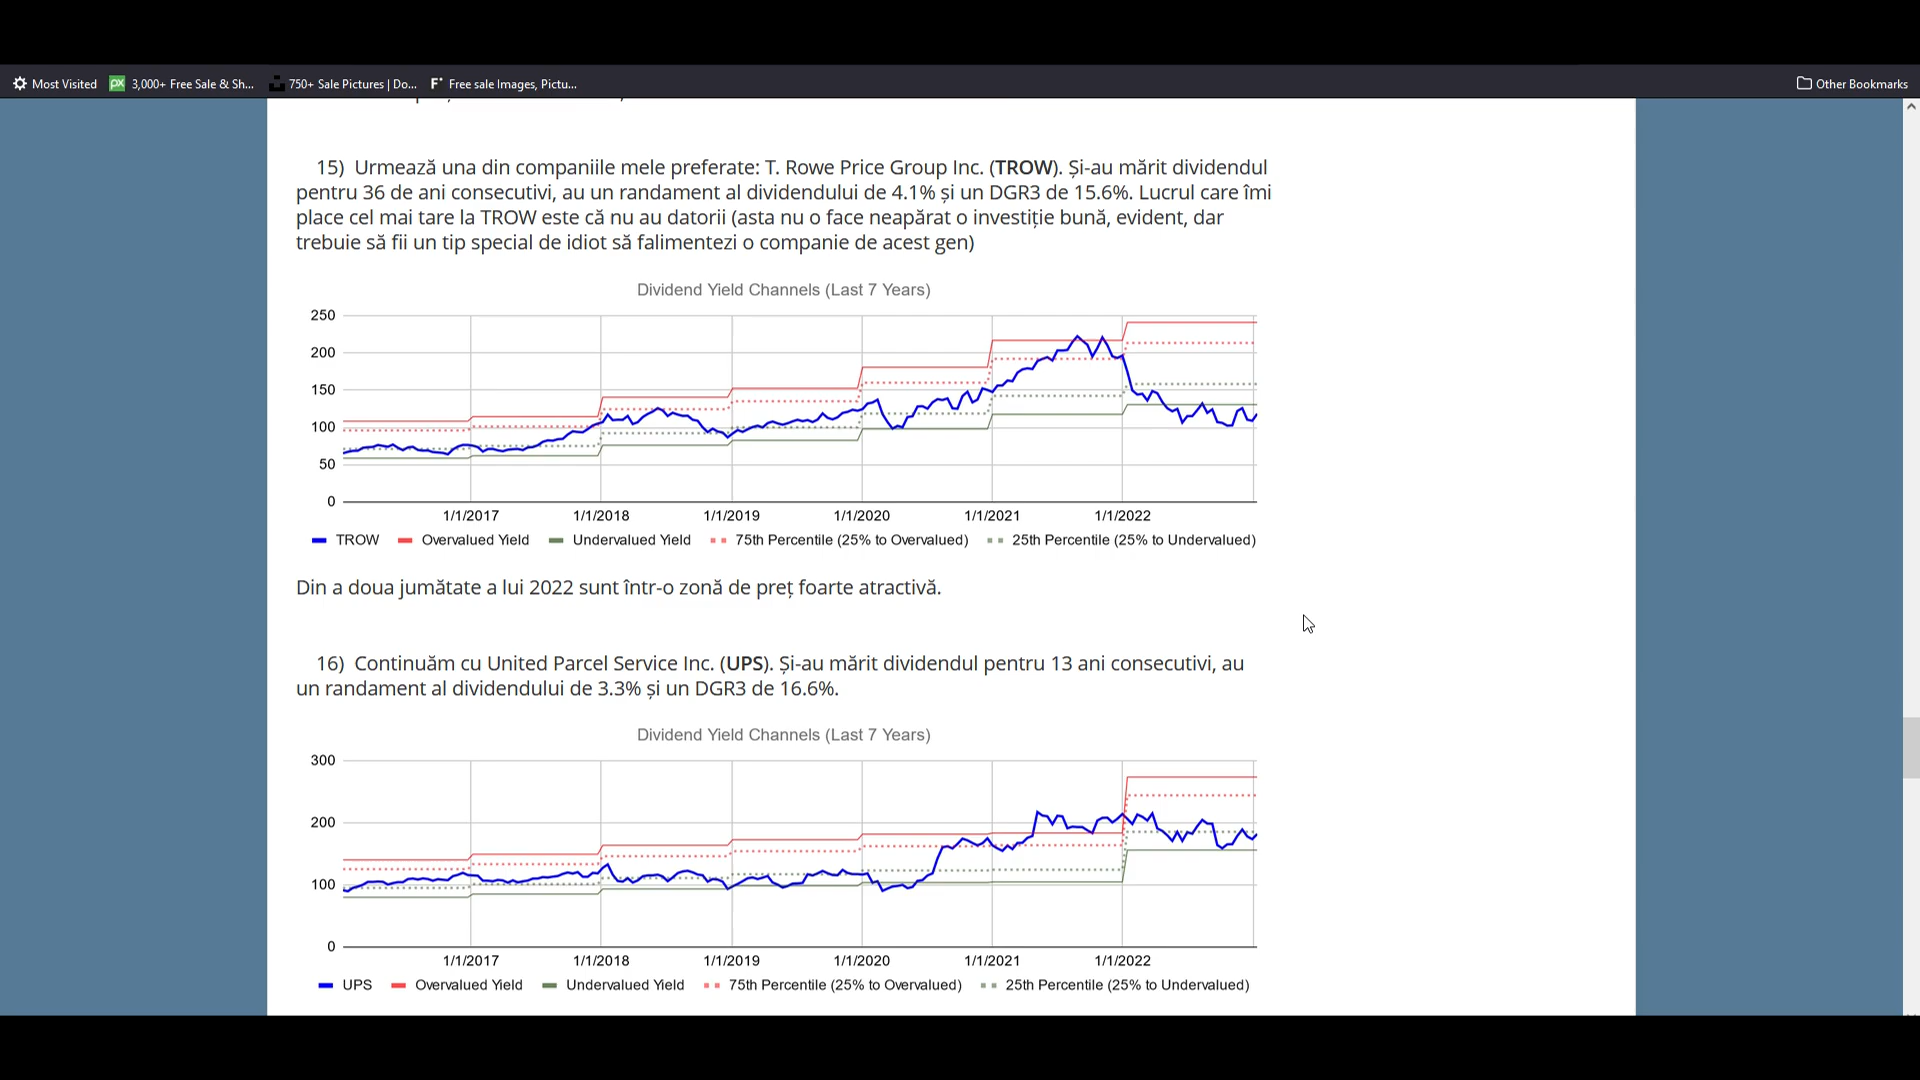 Most Visited
3,000+ Free Sale & Sh...
750+ Sale Pictures | Do...
Free sale Images, Pictu...
Other Bookmarks
15) Urmează una din companiile mele preferate: T. Rowe Price Group Inc. (TROW). Și-au mărit dividendul
pentru 36 de ani consecutivi, au un randament al dividendului de 4.1% și un DGR3 de 15.6%. Lucrul care îmi
place cel mai tare la TROW este că nu au datorii (asta nu o face neapărat o investiție bună, evident, dar
trebuie să fii un tip special de idiot să falimentezi o companie de acest gen)
Dividend Yield Channels (Last 7 Years)
250
200
150
100
50
0
1/1/2017 1/1/2018 1/1/2019 1/1/2020 1/1/2021 1/1/2022
TROW Overvalued Yield Undervalued Yield 75th Percentile (25% to Overvalued) 25th Percentile (25% to Undervalued)
Din a doua jumătate a lui 2022 sunt într-o zonă de preț foarte atractivă.
16) Continuăm cu United Parcel Service Inc. (UPS). Și-au mărit dividendul pentru 13 ani consecutivi, au
un randament al dividendului de 3.3% și un DGR3 de 16.6%.
Dividend Yield Channels (Last 7 Years)
300
200
100
0
1/1/2017 1/1/2018 1/1/2019 1/1/2020 1/1/2021 1/1/2022
UPS Overvalued Yield Undervalued Yield 75th Percentile (25% to Overvalued) 25th Percentile (25% to Undervalued)